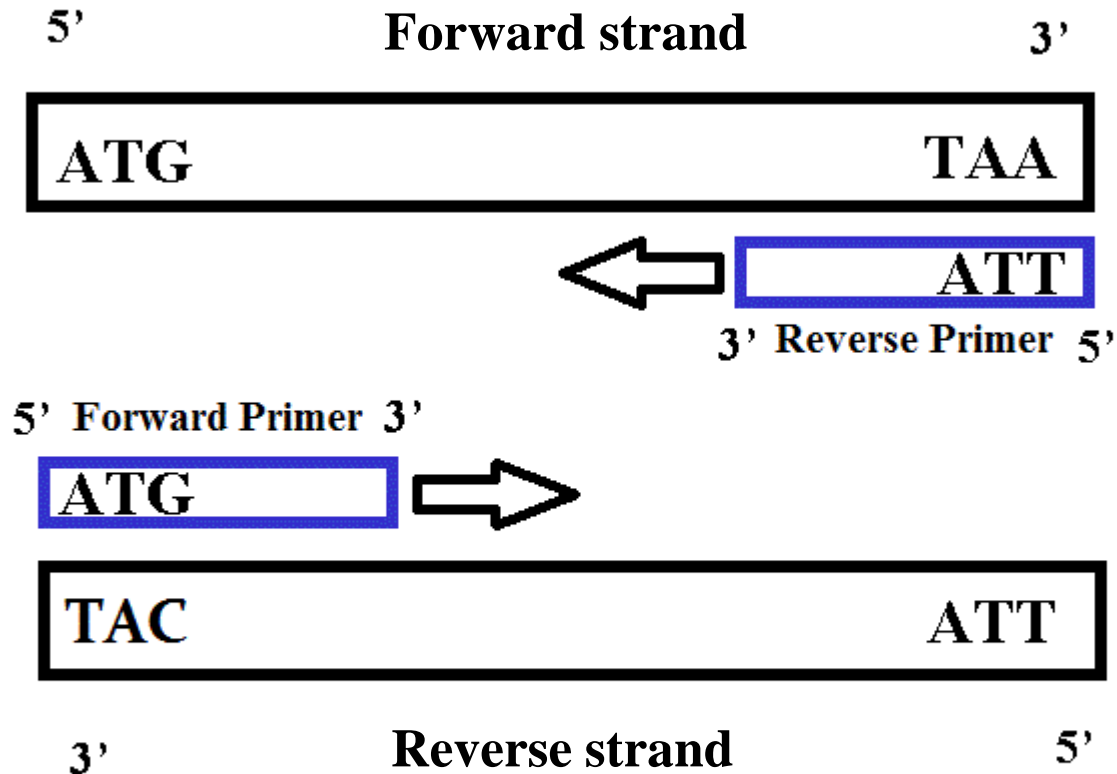 5’ Forward strand 3’
ATG TAA
ATT
3’ Reverse Primer 5’
5’ Forward Primer 3’
ATG
TAC ATT
3’ Reverse strand 5’